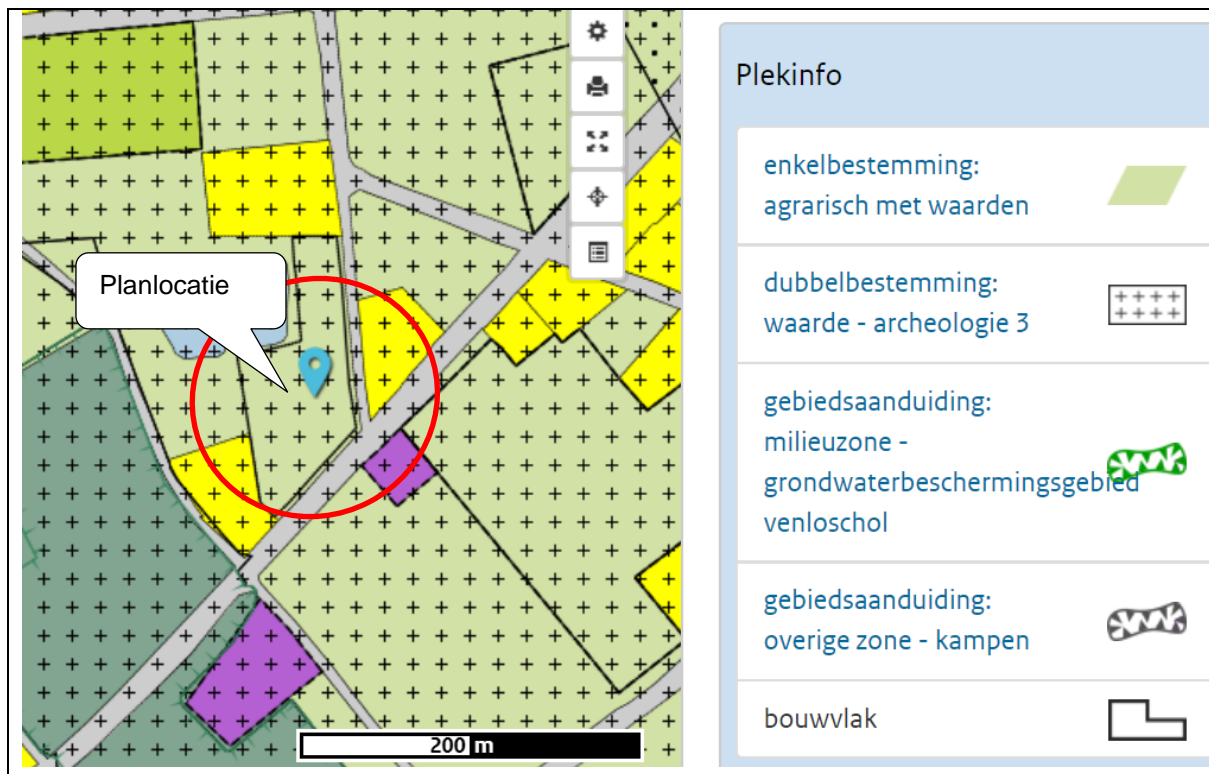 Planlocatie
200 m
Plekinfo
enkelbestemming:
agrarisch met waarden
dubbelbestemming:
waarde - archeologie 3
gebiedsaanduiding:
milieuzone -
grondwaterbeschermingsgebied
venloschol
gebiedsaanduiding:
overige zone - kampen
bouwvlak